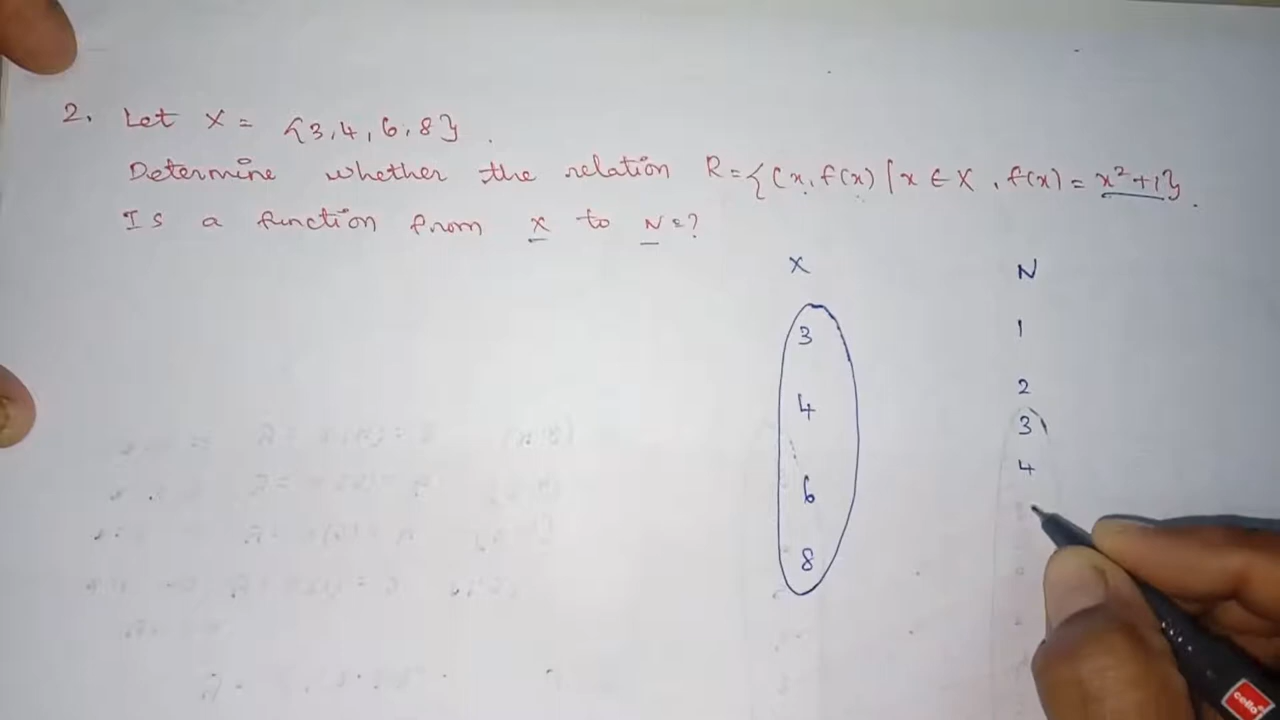 2. Let X = {3, 4, 6, 8} .
Determine whether the relation R = {(x, f(x) / x ∈ X , f(x) = x²+1} .
Is a function from X to N = ?
X N
3 1
4 2
6 3
8 4
cello